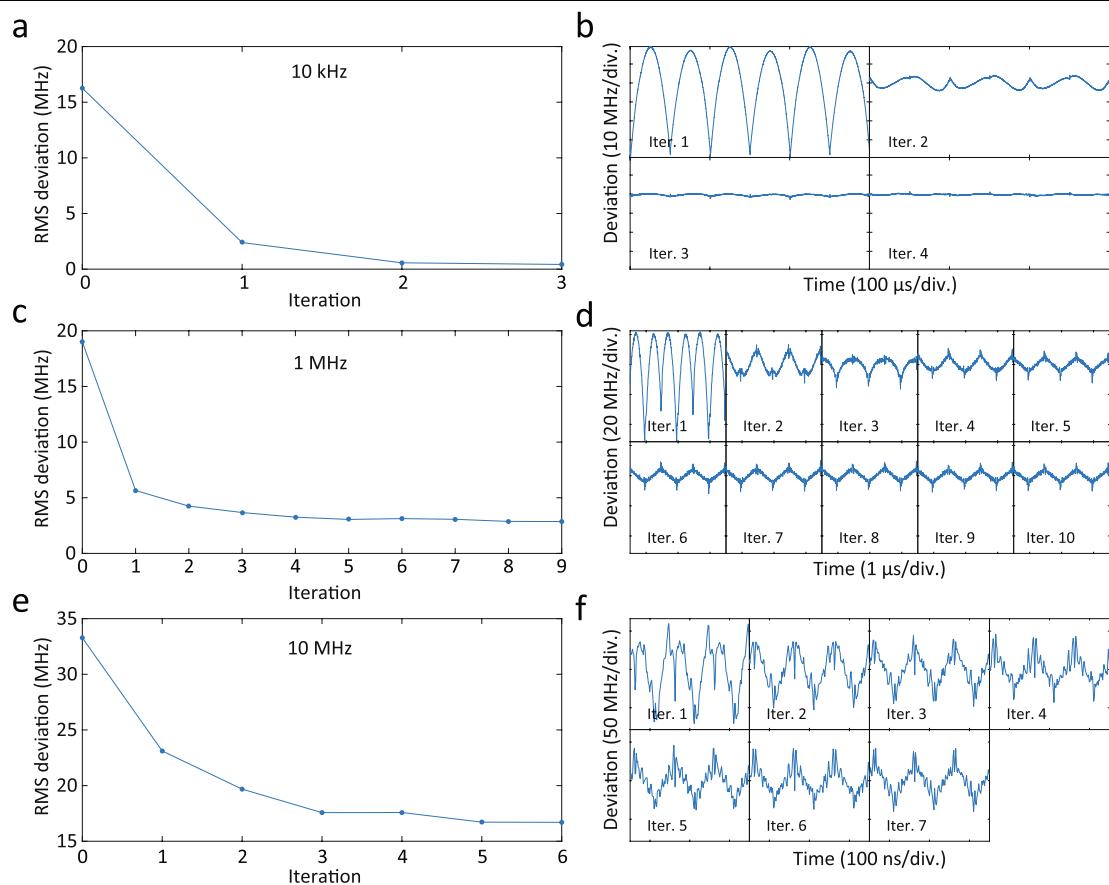 a
20
15
10
5
0
RMS deviation (MHz)
10 kHz
0 1 2 3
Iteration
b
Deviation (10 MHz/div.)
Iter. 1 Iter. 2
Iter. 3 Iter. 4
Time (100 µs/div.)
c
20
15
10
5
0
RMS deviation (MHz)
1 MHz
0 1 2 3 4 5 6 7 8 9
Iteration
d
Deviation (20 MHz/div.)
Iter. 1 Iter. 2 Iter. 3 Iter. 4 Iter. 5
Iter. 6 Iter. 7 Iter. 8 Iter. 9 Iter. 10
Time (1 µs/div.)
e
35
30
25
20
15
RMS deviation (MHz)
10 MHz
0 1 2 3 4 5 6
Iteration
f
Deviation (50 MHz/div.)
Iter. 1 Iter. 2 Iter. 3 Iter. 4
Iter. 5 Iter. 6 Iter. 7
Time (100 ns/div.)